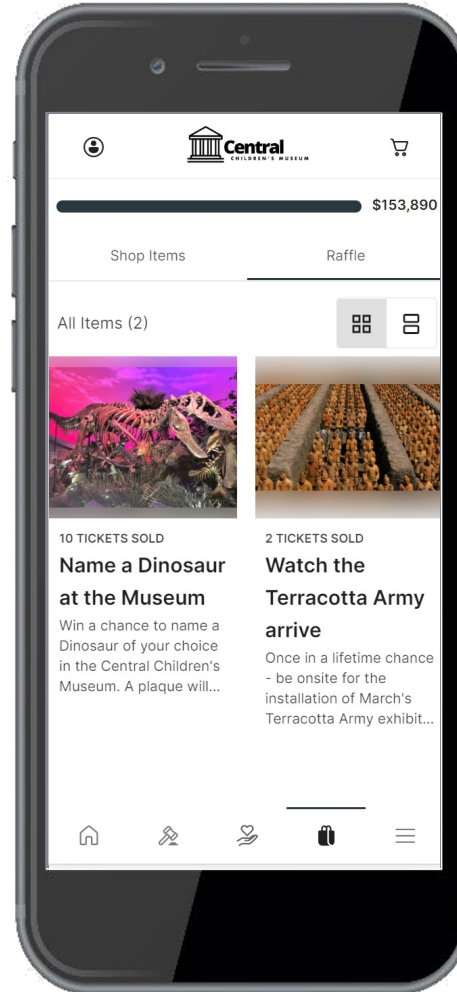 Central
CHILDREN'S MUSEUM
$153,890
Shop Items
Raffle
All Items (2)
10 TICKETS SOLD
Name a Dinosaur
at the Museum
Win a chance to name a
Dinosaur of your choice
in the Central Children's
Museum. A plaque will...
2 TICKETS SOLD
Watch the
Terracotta Army
arrive
Once in a lifetime chance
- be onsite for the
installation of March's
Terracotta Army exhibit...